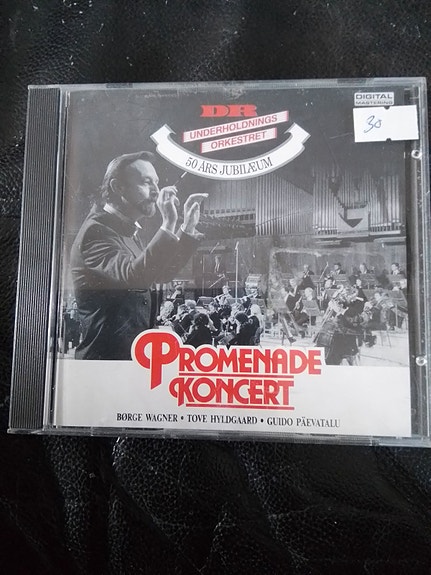 DR
UNDERHOLDNINGS
ORKESTRET
50 ÅRS JUBILÆUM
DIGITAL
MASTERING
30
PROMENADE
KONCERT
BØRGE WAGNER • TOVE HYLDGAARD • GUIDO PÄEVATALU